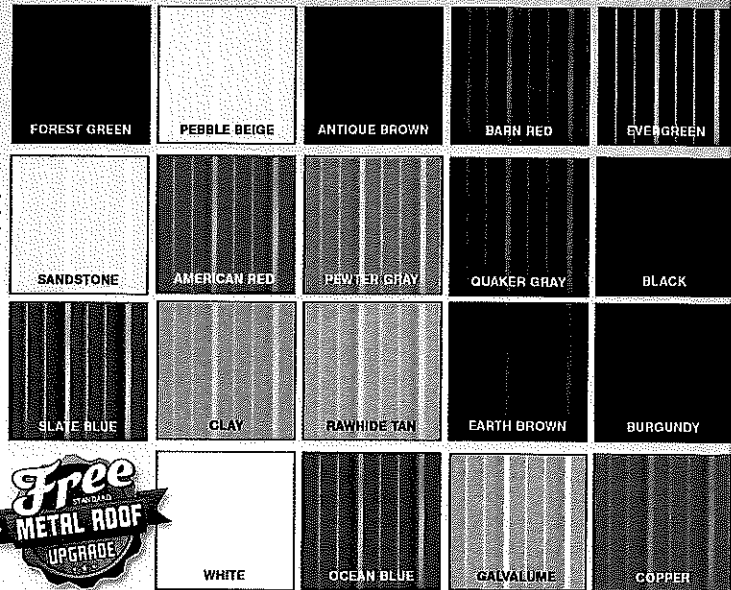 FOREST GREEN
PEBBLE BEIGE
ANTIQUE BROWN
BARN RED
EVERGREEN
SANDSTONE
AMERICAN RED
PEWTER GRAY
QUAKER GRAY
BLACK
SLATE BLUE
CLAY
RAWHIDE TAN
EARTH BROWN
BURGUNDY
Free
STANDARD
METAL ROOF
UPGRADE
WHITE
OCEAN BLUE
GALVALUME
COPPER